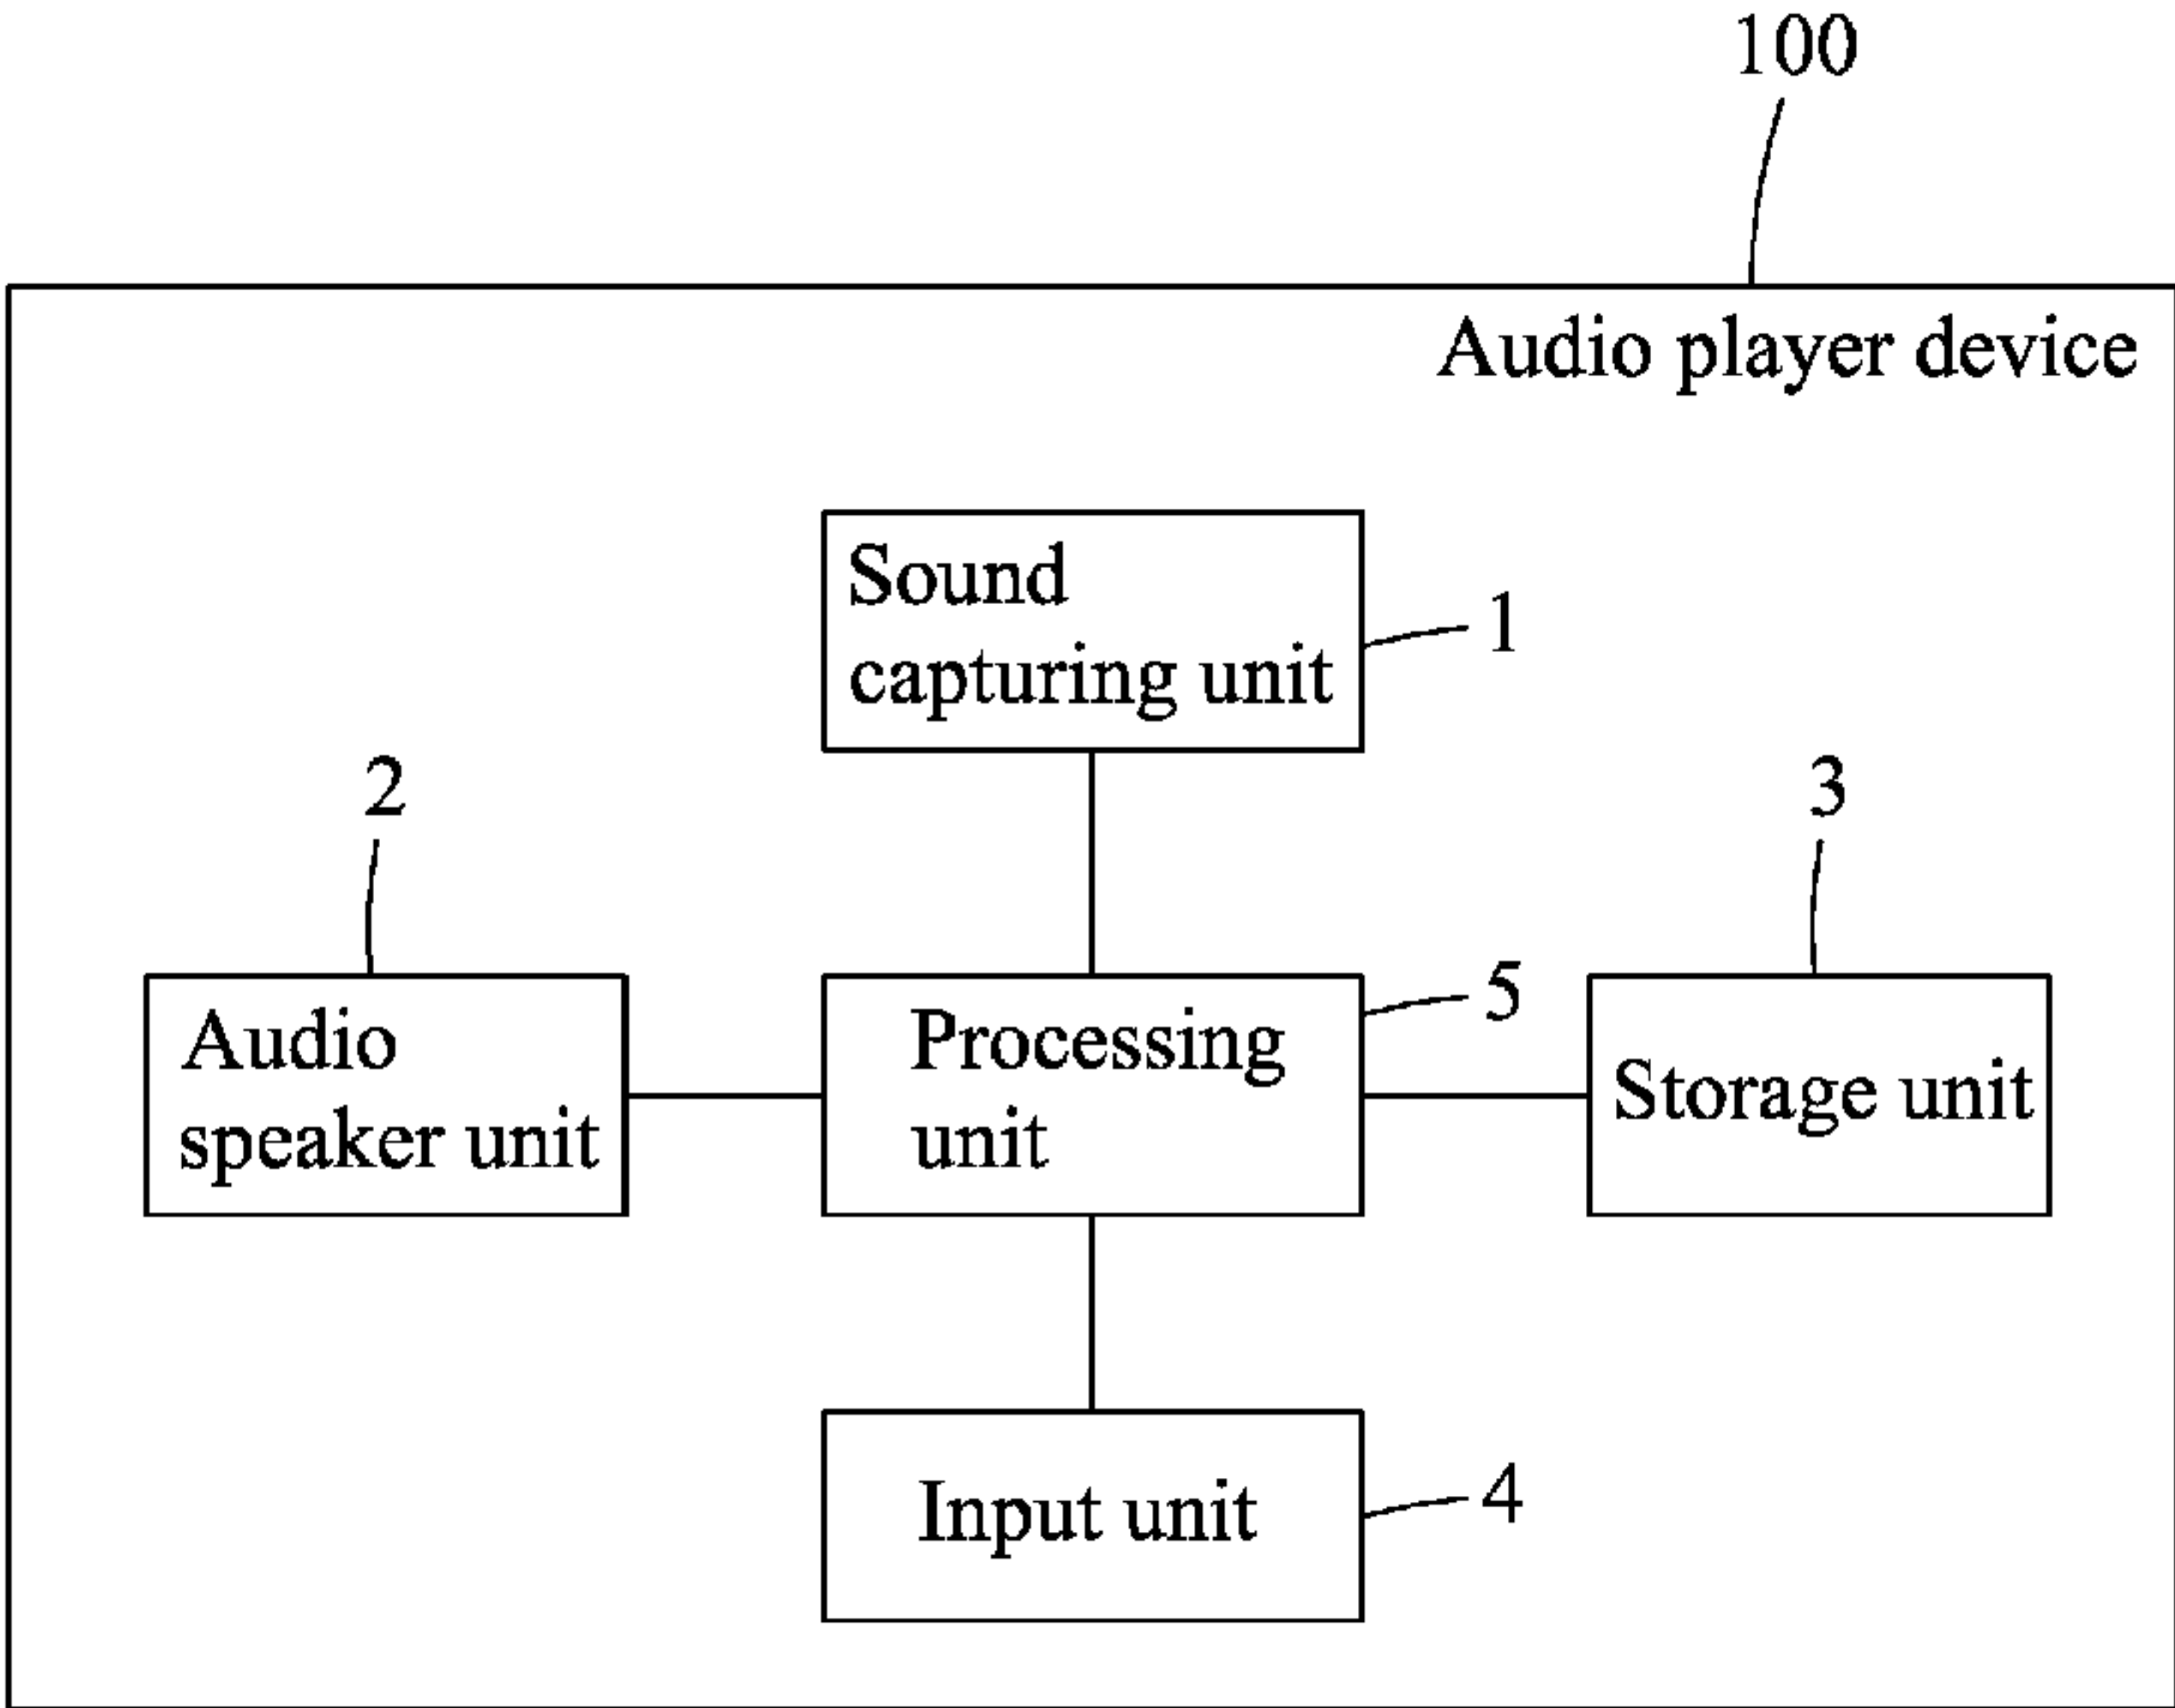 100
Audio player device
Sound
capturing unit
1
2
3
Audio
speaker unit
Processing
unit
5
Storage unit
Input unit
4